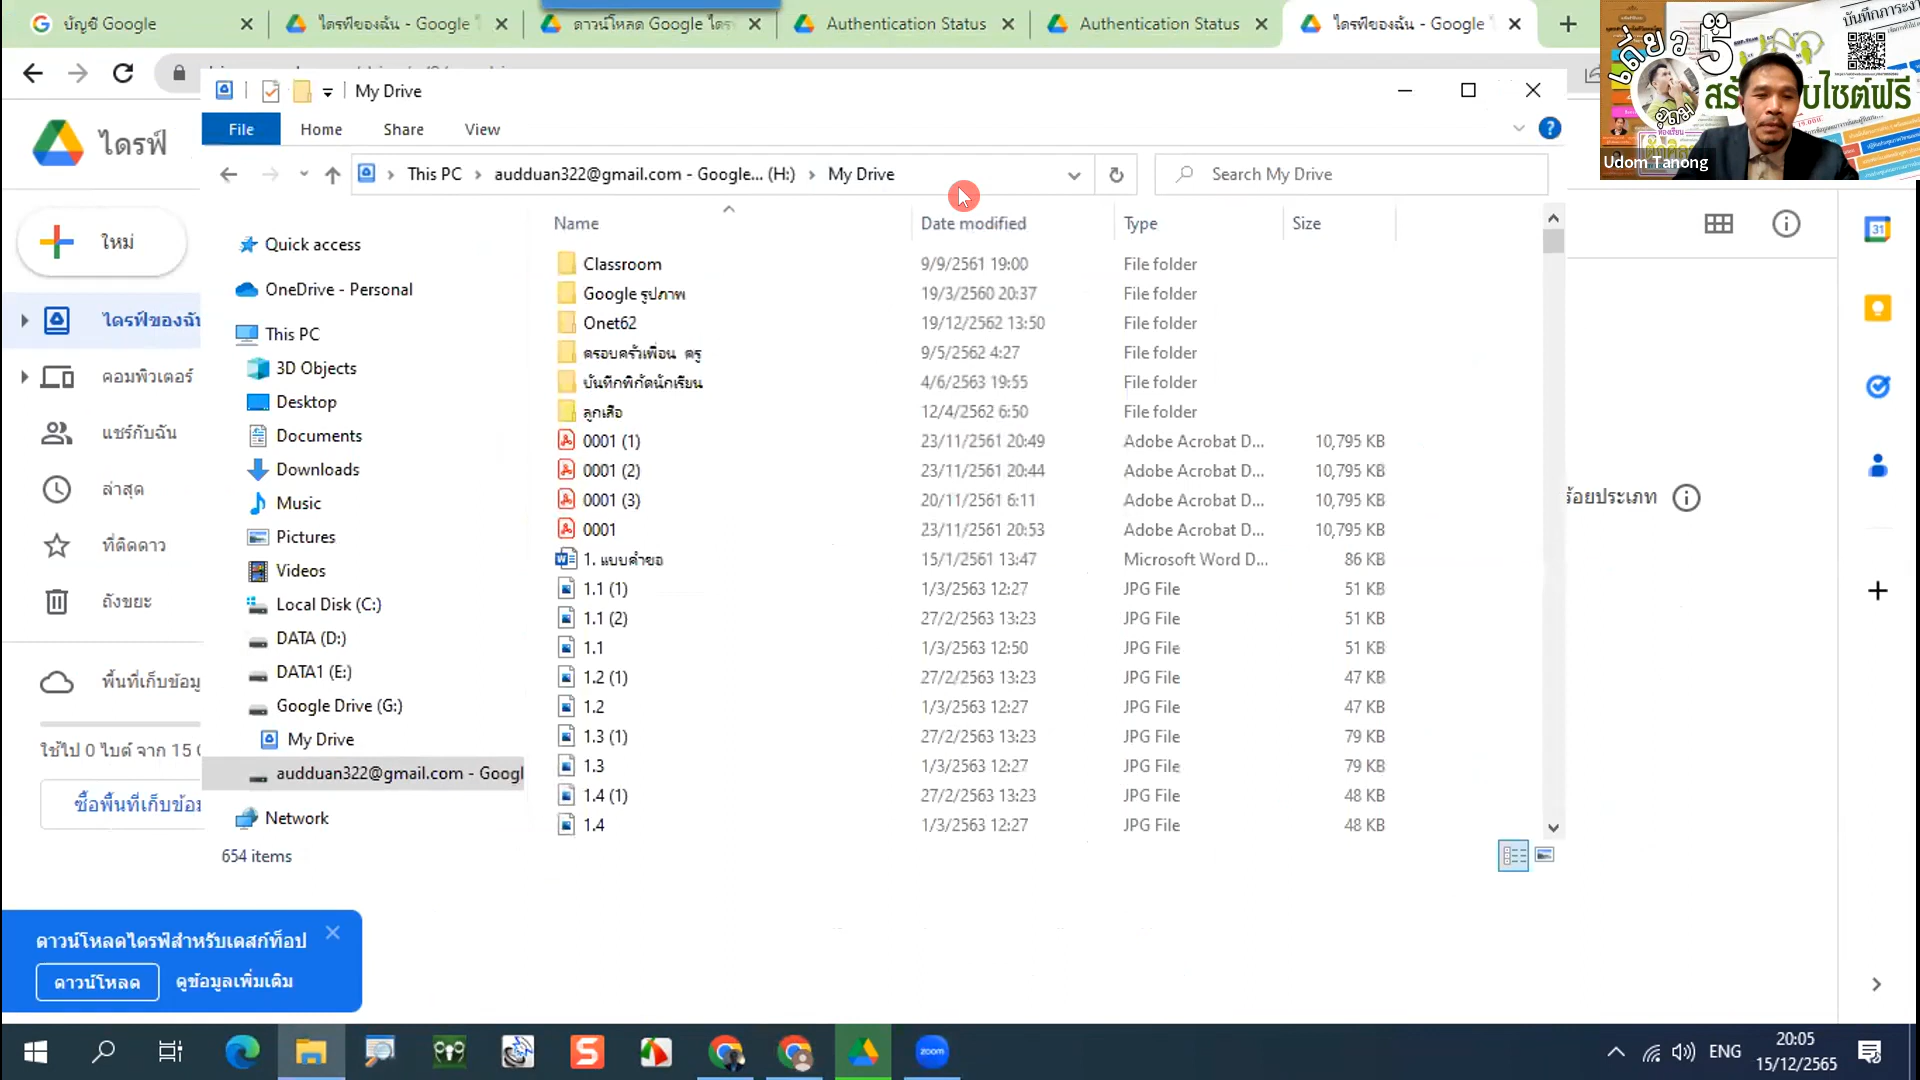 บัญชี Google
ไดรฟ์ของฉัน - Google
ดาวน์โหลด Google ไดร
Authentication Status
Authentication Status
ไดรฟ์ของฉัน - Google
My Drive
File
Home
Share
View
This PC
audduan322@gmail.com - Google... (H:)
My Drive
Search My Drive
ไดรฟ์
ใหม่
ไดรฟ์ของฉัน
คอมพิวเตอร์
แชร์กับฉัน
ล่าสุด
ที่ติดดาว
ถังขยะ
พื้นที่เก็บข้อมู
ใช้ไป 0 ไบต์ จาก 15
ซื้อพื้นที่เก็บข้อม
Quick access
OneDrive - Personal
This PC
3D Objects
Desktop
Documents
Downloads
Music
Pictures
Videos
Local Disk (C:)
DATA (D:)
DATA1 (E:)
Google Drive (G:)
My Drive
audduan322@gmail.com - Googl
Network
654 items
Name Date modified Type Size
Classroom 9/9/2561 19:00 File folder
Google รูปภาพ 19/3/2560 20:37 File folder
Onet62 19/12/2562 13:50 File folder
ครอบครัวเพื่อน ครู 9/5/2562 4:27 File folder
บันทึกพิกัดนักเรียน 4/6/2563 19:55 File folder
ลูกเสือ 12/4/2562 6:50 File folder
0001 (1) 23/11/2561 20:49 Adobe Acrobat D... 10,795 KB
0001 (2) 23/11/2561 20:44 Adobe Acrobat D... 10,795 KB
0001 (3) 20/11/2561 6:11 Adobe Acrobat D... 10,795 KB
0001 23/11/2561 20:53 Adobe Acrobat D... 10,795 KB
1. แบบคำขอ 15/1/2561 13:47 Microsoft Word D... 86 KB
1.1 (1) 1/3/2563 12:27 JPG File 51 KB
1.1 (2) 27/2/2563 13:23 JPG File 51 KB
1.1 1/3/2563 12:50 JPG File 51 KB
1.2 (1) 27/2/2563 13:23 JPG File 47 KB
1.2 1/3/2563 12:27 JPG File 47 KB
1.3 (1) 27/2/2563 13:23 JPG File 79 KB
1.3 1/3/2563 12:27 JPG File 79 KB
1.4 (1) 27/2/2563 13:23 JPG File 48 KB
1.4 1/3/2563 12:27 JPG File 48 KB
ร้อยประเภท
31
ดาวน์โหลดไดรฟ์สำหรับเดสก์ท็อป
ดาวน์โหลด
ดูข้อมูลเพิ่มเติม
zoom
ENG
20:05
15/12/2565
Udom Tanong